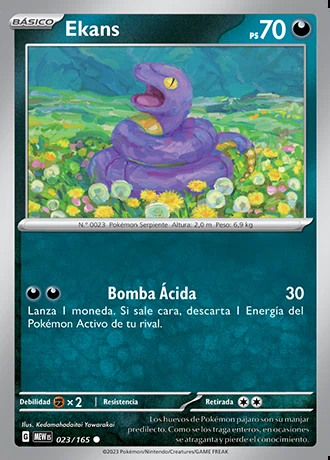 BÁSICO Ekans PS 70
N.º 0023 Pokémon Serpiente Altura: 2,0 m Peso: 6,9 kg
Bomba Ácida 30
Lanza 1 moneda. Si sale cara, descarta 1 Energía del
Pokémon Activo de tu rival.
Debilidad ×2 Resistencia Retirada
Ilus. Kedamahadaitai Yawarakai
Los huevos de Pokémon pájaro son su manjar
predilecto. Como se los traga enteros, en ocasiones
se atraganta y pierde el conocimiento.
G MEW ES 023/165
©2023 Pokémon/Nintendo/Creatures/GAME FREAK